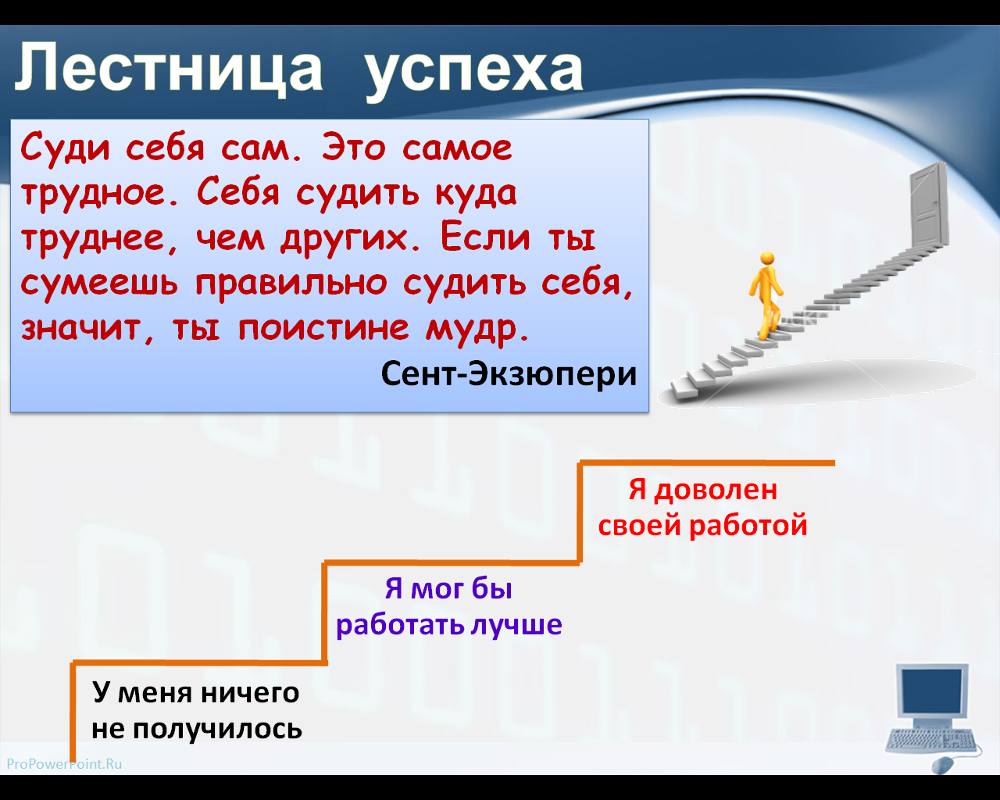 Лестница успеха
Суди себя сам. Это самое
трудное. Себя судить куда
труднее, чем других. Если ты
сумеешь правильно судить себя,
значит, ты поистине мудр.
Сент-Экзюпери
Я доволен
своей работой
Я мог бы
работать лучше
У меня ничего
не получилось
ProPowerPoint.Ru